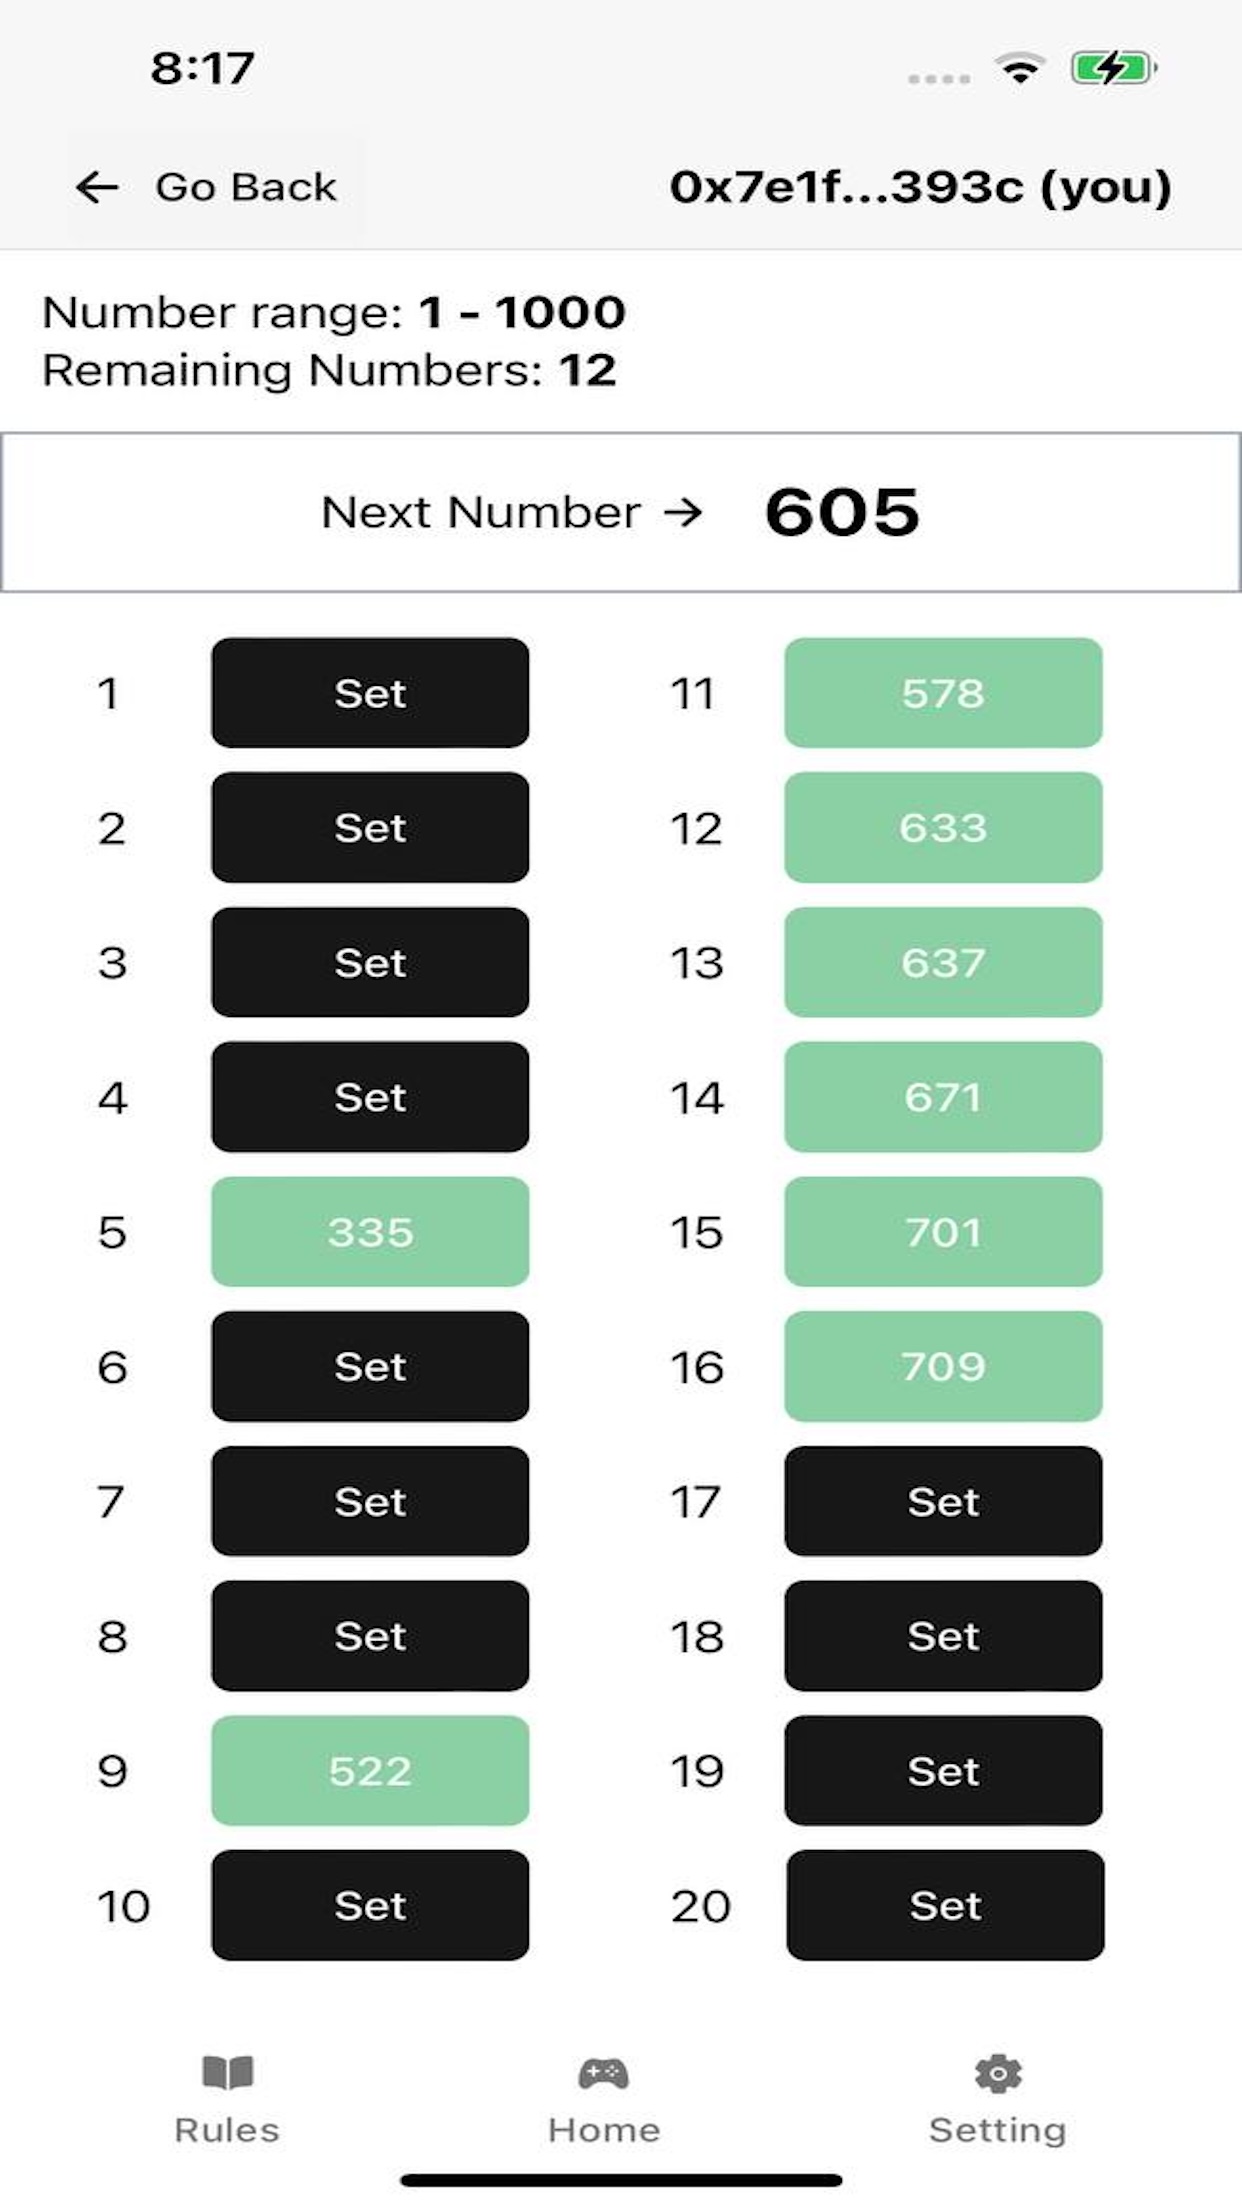 8:17
← Go Back
0x7e1f...393c (you)
Number range: 1 - 1000
Remaining Numbers: 12
Next Number → 605
1 Set 11 578
2 Set 12 633
3 Set 13 637
4 Set 14 671
5 335 15 701
6 Set 16 709
7 Set 17 Set
8 Set 18 Set
9 522 19 Set
10 Set 20 Set
Rules Home Setting